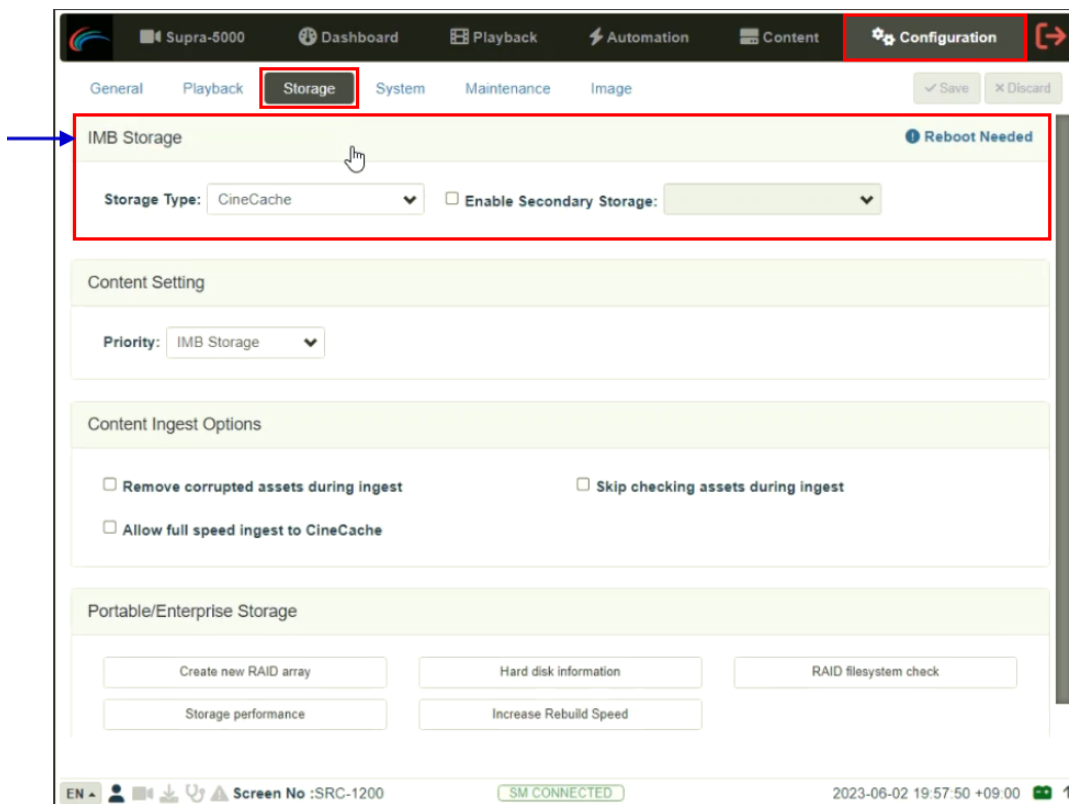 Supra-5000 Dashboard Playback Automation Content Configuration
General Playback Storage System Maintenance Image Save Discard
IMB Storage Reboot Needed
Storage Type: CineCache Enable Secondary Storage:
Content Setting
Priority: IMB Storage
Content Ingest Options
Remove corrupted assets during ingest Skip checking assets during ingest
Allow full speed ingest to CineCache
Portable/Enterprise Storage
Create new RAID array Hard disk information RAID filesystem check
Storage performance Increase Rebuild Speed
EN Screen No :SRC-1200 SM CONNECTED 2023-06-02 19:57:50 +09:00